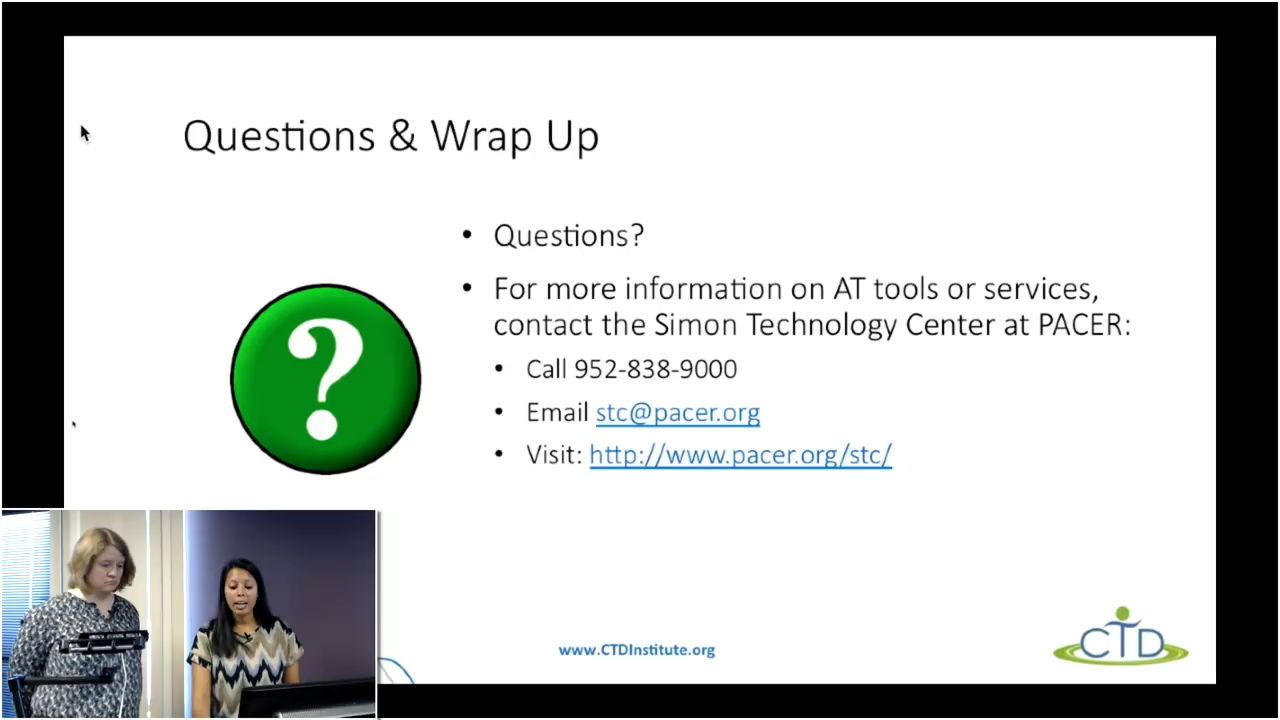 Questions & Wrap Up
• Questions?
• For more information on AT tools or services,
contact the Simon Technology Center at PACER:
• Call 952-838-9000
• Email stc@pacer.org
• Visit: http://www.pacer.org/stc/
?
www.CTDInstitute.org
CTD